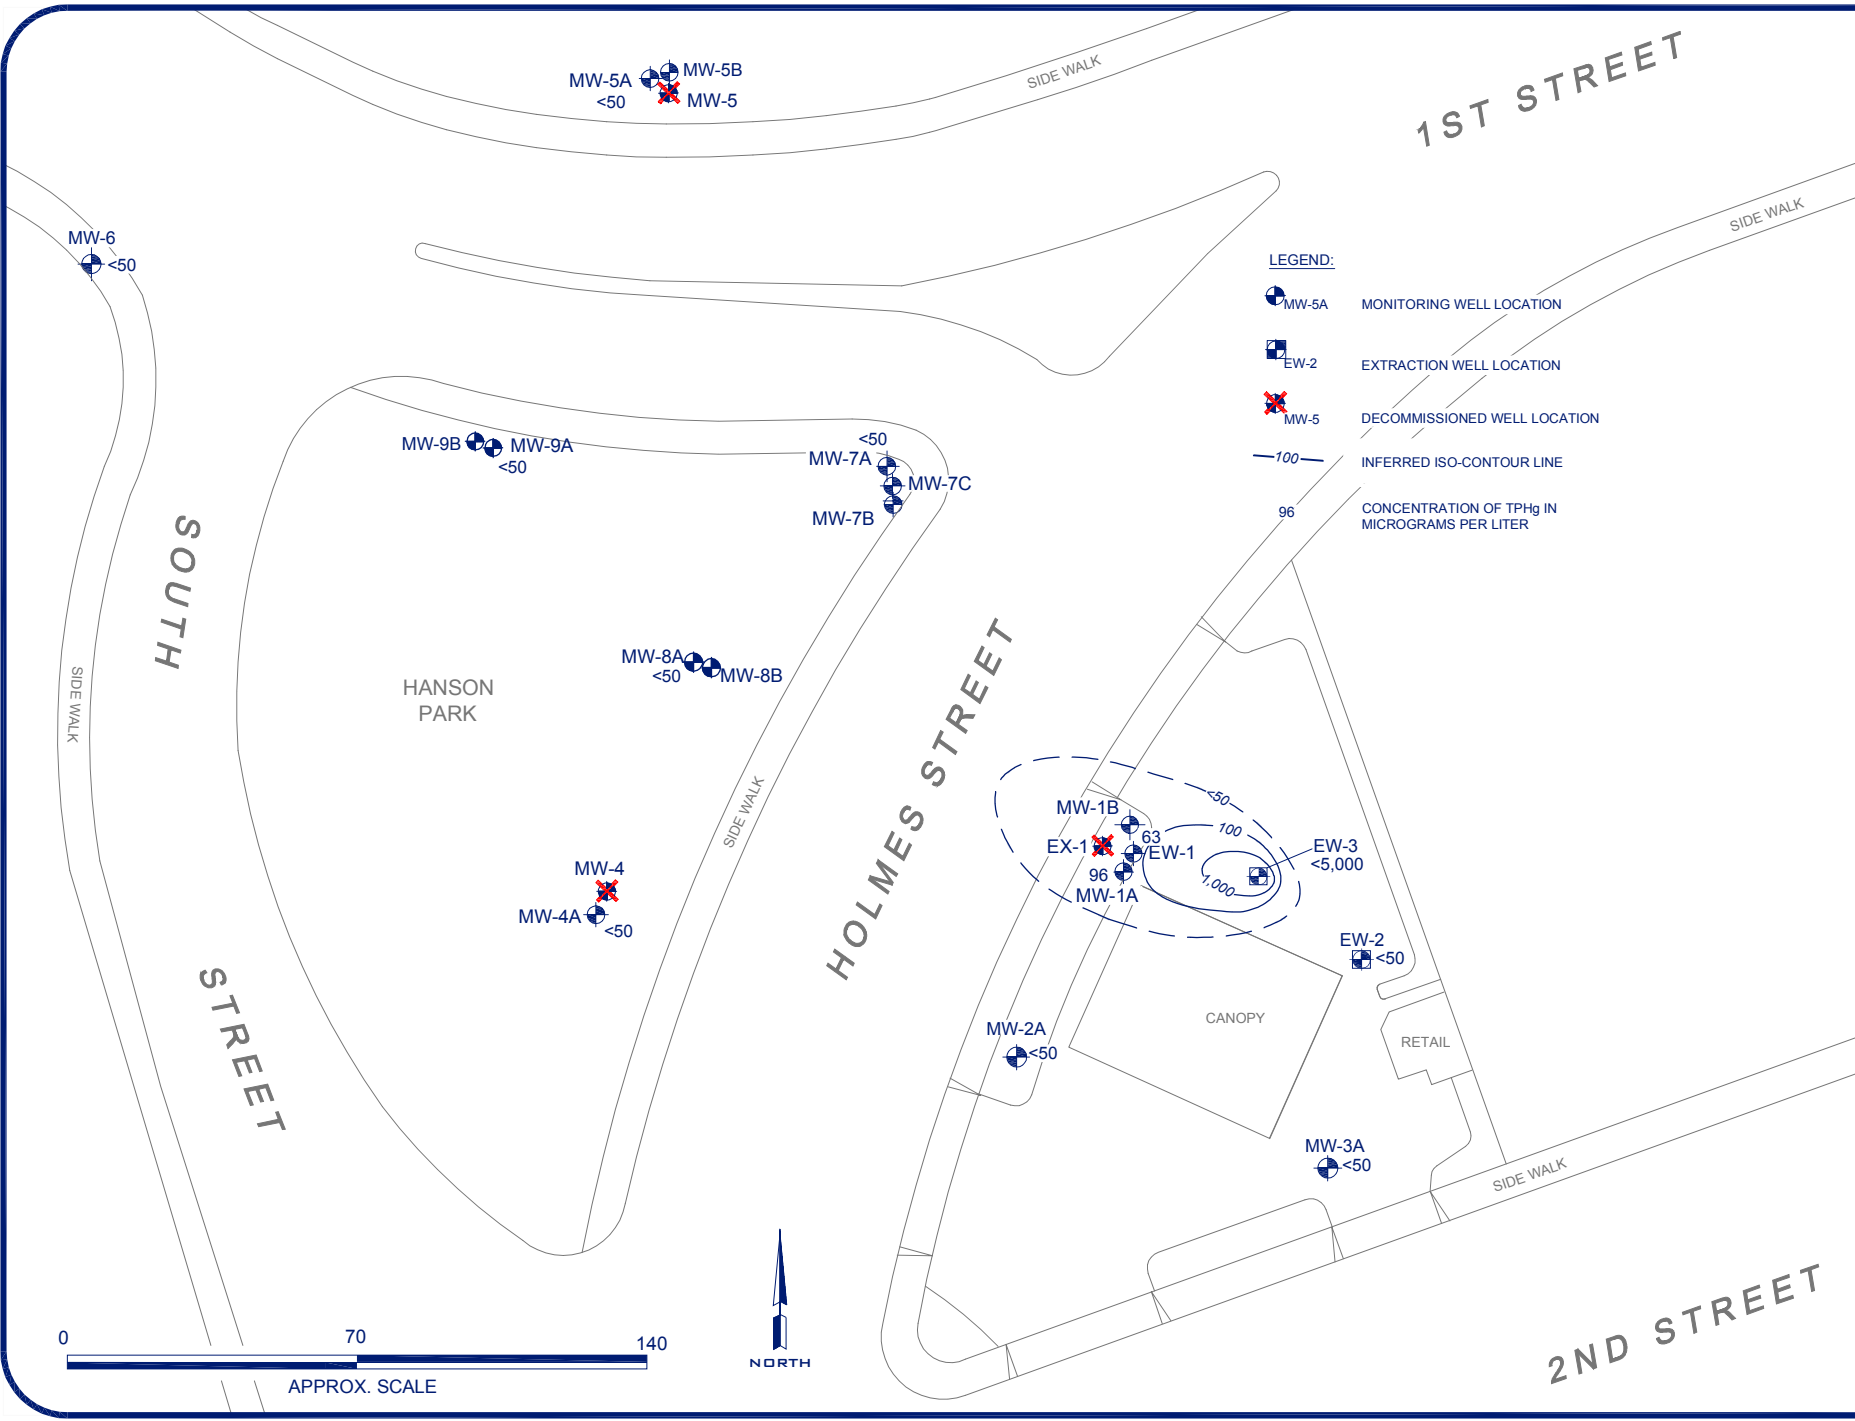 SIDE WALK
1ST STREET
MW-5A
<50
MW-5B
MW-5
SIDE WALK
MW-6
<50
LEGEND:
MW-5A MONITORING WELL LOCATION
EW-2 EXTRACTION WELL LOCATION
MW-5 DECOMMISSIONED WELL LOCATION
100 INFERRED ISO-CONTOUR LINE
96 CONCENTRATION OF TPHg IN
MICROGRAMS PER LITER
MW-9B
MW-9A
<50
<50
MW-7A
MW-7C
MW-7B
SOUTH
STREET
SIDE WALK
HANSON
PARK
MW-8A
<50
MW-8B
HOLMES STREET
SIDE WALK
MW-4
MW-4A
<50
<50
100
1,000
MW-1B
63
EX-1
EW-1
96
MW-1A
EW-3
<5,000
EW-2
<50
CANOPY
RETAIL
MW-2A
<50
MW-3A
<50
SIDE WALK
2ND STREET
0 70 140
APPROX. SCALE
NORTH